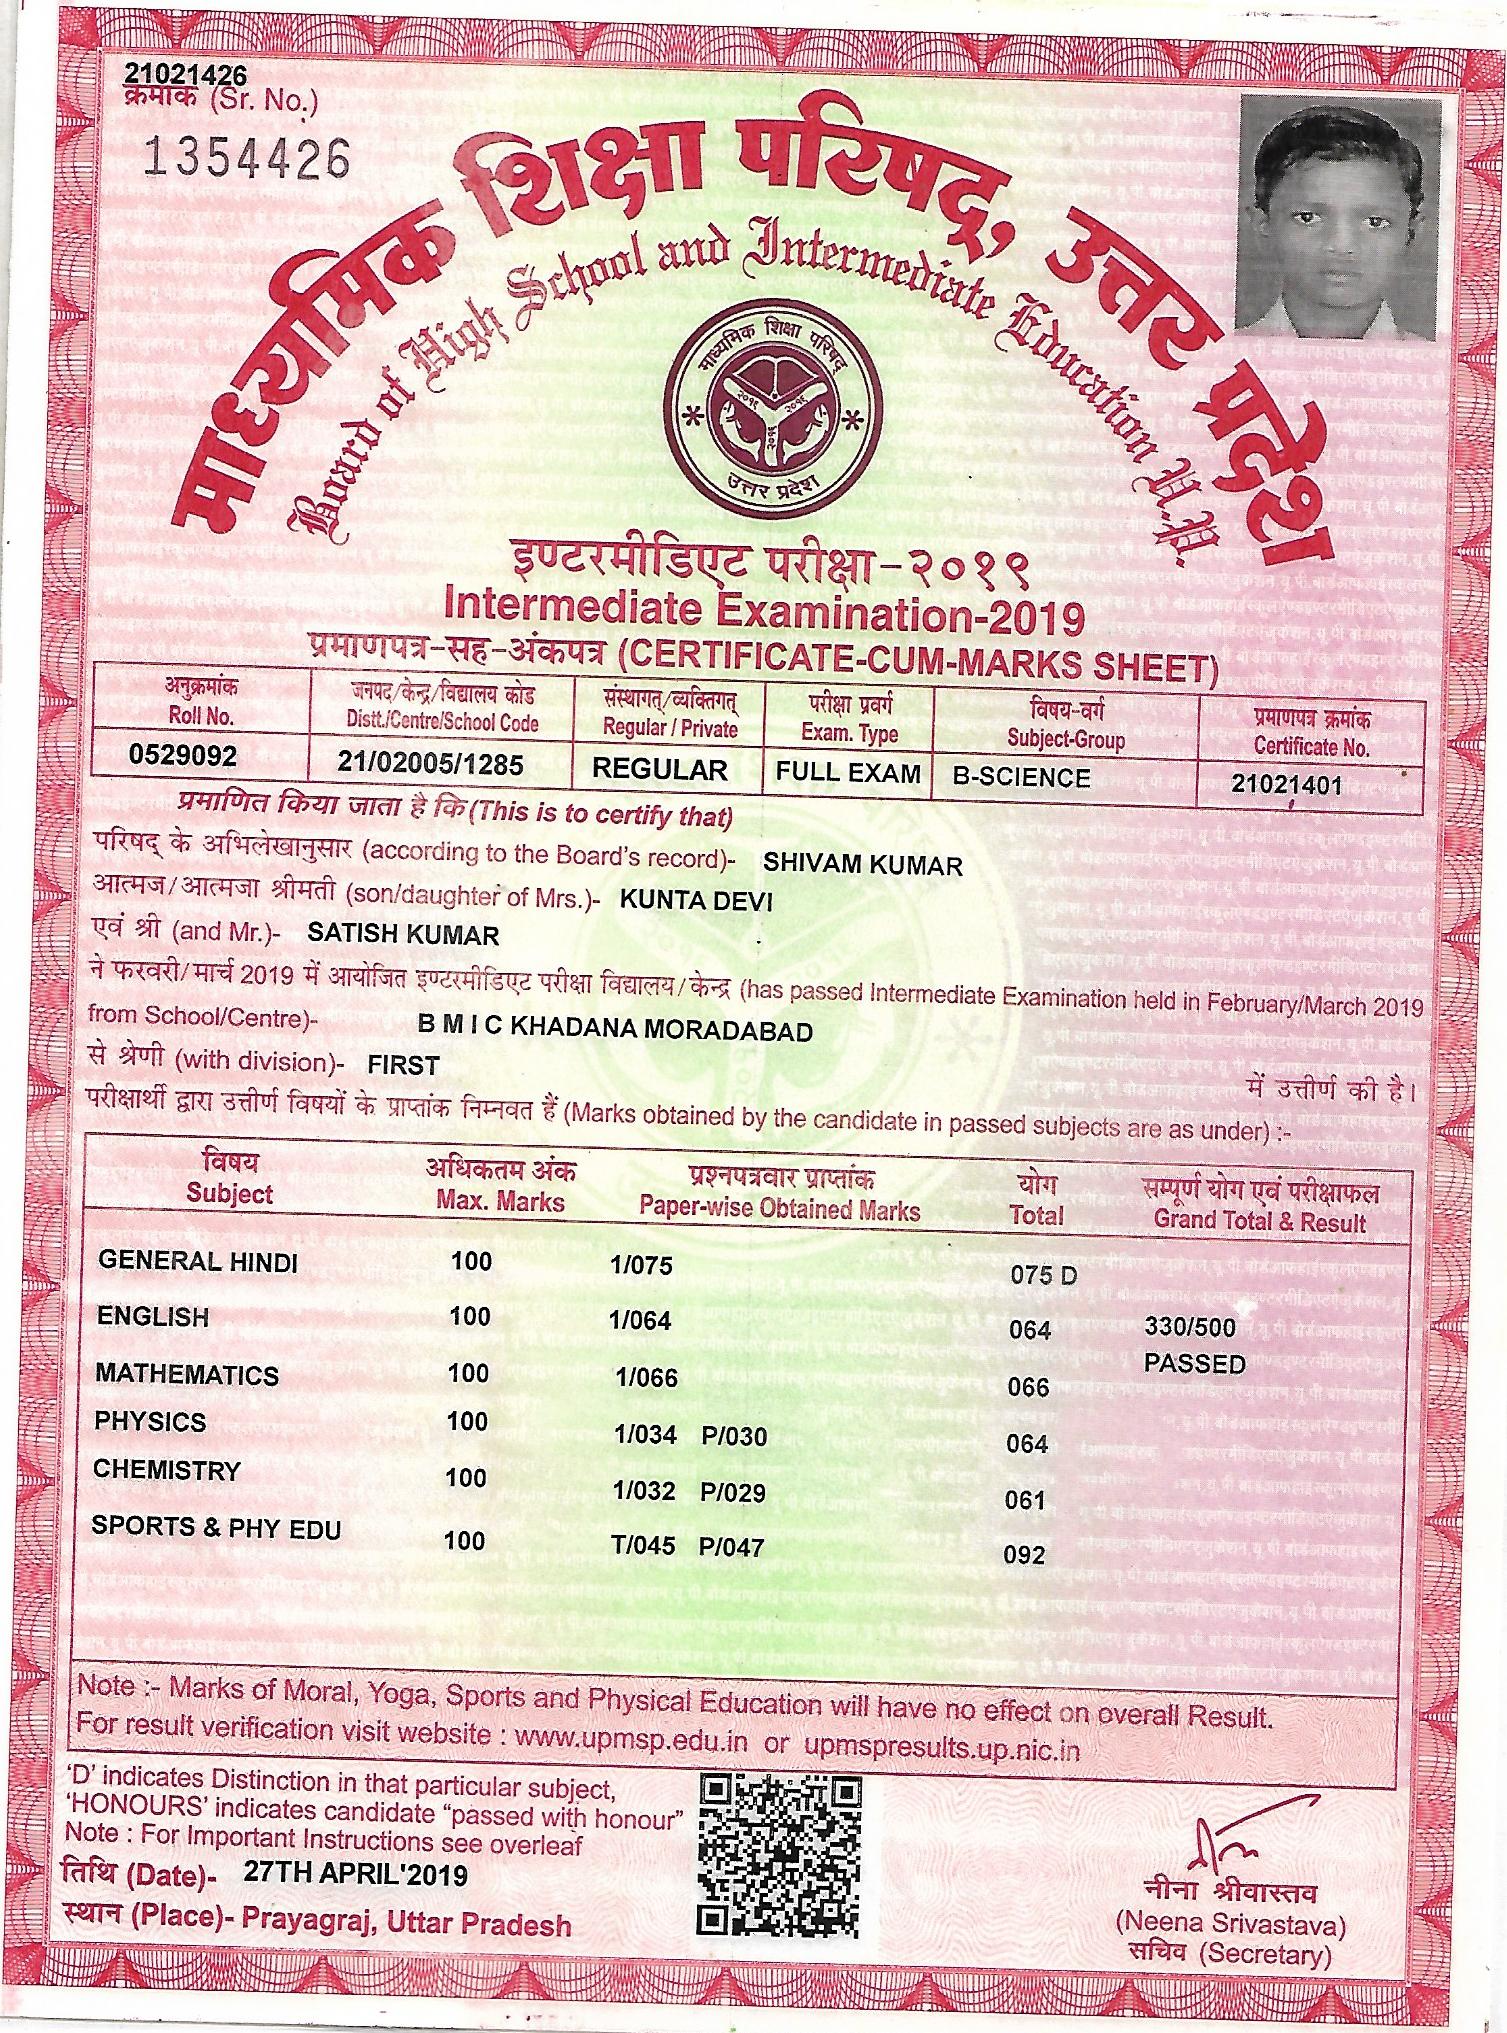 21021426
क्रमांक (Sr. No.)
1354426
माध्यमिक शिक्षा परिषद्, उत्तर प्रदेश
Board of High School and Intermediate Education U.P.
माध्यमिक शिक्षा परिषद्
२०१९ २०१९
२०१९
उत्तर प्रदेश
इण्टरमीडिएट परीक्षा-२०१९
Intermediate Examination-2019
प्रमाणपत्र-सह-अंकपत्र (CERTIFICATE-CUM-MARKS SHEET)
अनुक्रमांक जनपद/केन्द्र/विद्यालय कोड संस्थागत्/व्यक्तिगत् परीक्षा प्रवर्ग विषय-वर्ग प्रमाणपत्र क्रमांक
Roll No. Distt./Centre/School Code Regular / Private Exam. Type Subject-Group Certificate No.
0529092 21/02005/1285 REGULAR FULL EXAM B-SCIENCE 21021401
प्रमाणित किया जाता है कि (This is to certify that)
परिषद् के अभिलेखानुसार (according to the Board's record)- SHIVAM KUMAR
आत्मज/आत्मजा श्रीमती (son/daughter of Mrs.)- KUNTA DEVI
एवं श्री (and Mr.)- SATISH KUMAR
ने फरवरी/मार्च 2019 में आयोजित इण्टरमीडिएट परीक्षा विद्यालय/केन्द्र (has passed Intermediate Examination held in February/March 2019
from School/Centre)- B M I C KHADANA MORADABAD
से श्रेणी (with division)- FIRST में उत्तीर्ण की है।
परीक्षार्थी द्वारा उत्तीर्ण विषयों के प्राप्तांक निम्नवत हैं (Marks obtained by the candidate in passed subjects are as under) :-
विषय अधिकतम अंक प्रश्नपत्रवार प्राप्तांक योग सम्पूर्ण योग एवं परीक्षाफल
Subject Max. Marks Paper-wise Obtained Marks Total Grand Total & Result
GENERAL HINDI 100 1/075 075 D
ENGLISH 100 1/064 064 330/500
PASSED
MATHEMATICS 100 1/066 066
PHYSICS 100 1/034 P/030 064
CHEMISTRY 100 1/032 P/029 061
SPORTS & PHY EDU 100 T/045 P/047 092
Note :- Marks of Moral, Yoga, Sports and Physical Education will have no effect on overall Result.
For result verification visit website : www.upmsp.edu.in or upmspresults.up.nic.in
'D' indicates Distinction in that particular subject,
'HONOURS' indicates candidate "passed with honour"
Note : For Important Instructions see overleaf
तिथि (Date)- 27TH APRIL'2019
स्थान (Place)- Prayagraj, Uttar Pradesh
नीना श्रीवास्तव
(Neena Srivastava)
सचिव (Secretary)